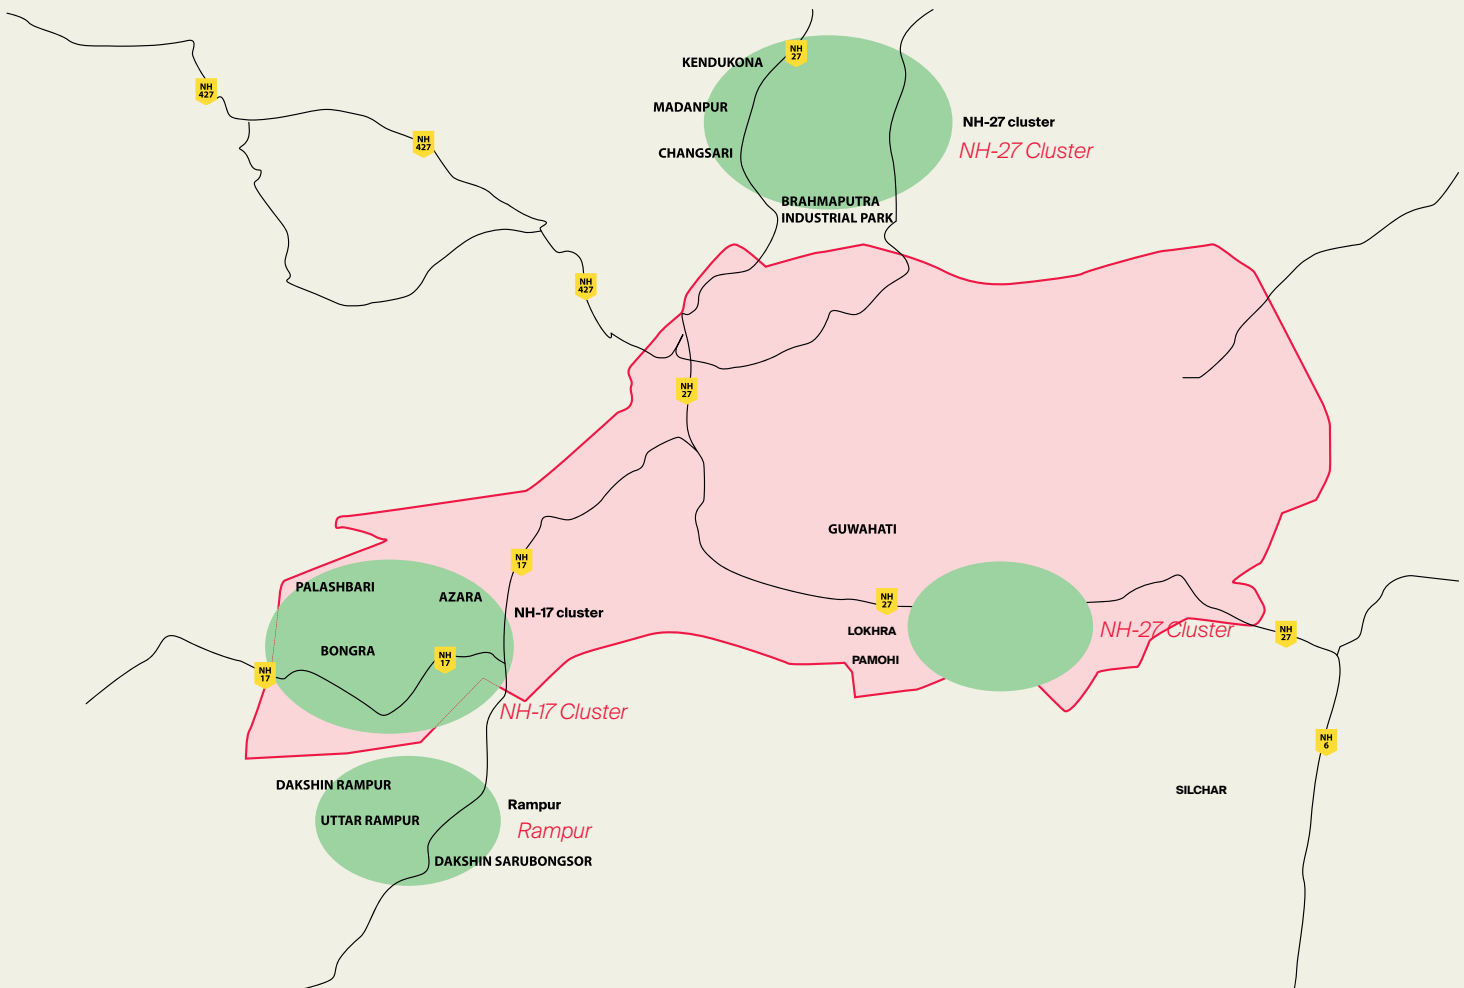 NH
27
KENDUKONA
NH
427
MADANPUR
NH-27 cluster
NH
427
NH-27 Cluster
CHANGSARI
BRAHMAPUTRA
INDUSTRIAL PARK
NH
427
NH
27
GUWAHATI
NH
17
PALASHBARI
AZARA
NH
27
NH-17 cluster
LOKHRA
NH-27 Cluster
NH
27
BONGRA
NH
17
PAMOHI
NH
17
NH-17 Cluster
NH
6
DAKSHIN RAMPUR
SILCHAR
Rampur
UTTAR RAMPUR
Rampur
DAKSHIN SARUBONGSOR